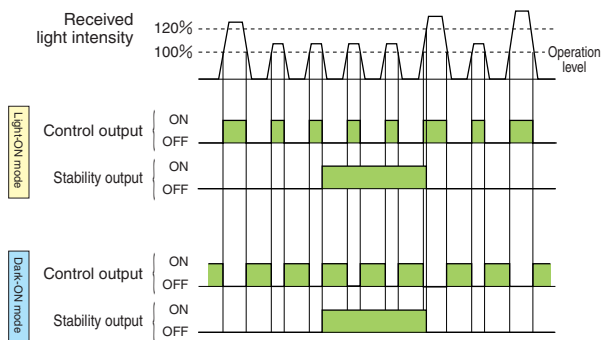 Received
light intensity
120%
100%
Operation
level
Light-ON mode
Control output
ON
OFF
Stability output
ON
OFF
Dark-ON mode
Control output
ON
OFF
Stability output
ON
OFF